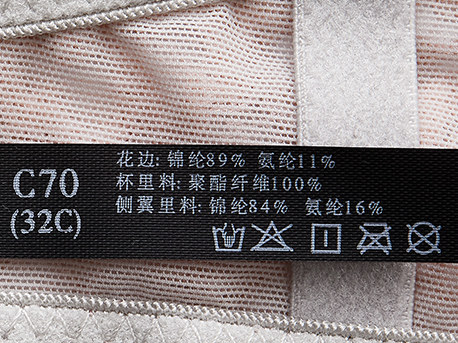 C70
(32C)
花边: 锦纶89% 氨纶11%
杯里料: 聚酯纤维100%
侧翼里料: 锦纶84% 氨纶16%